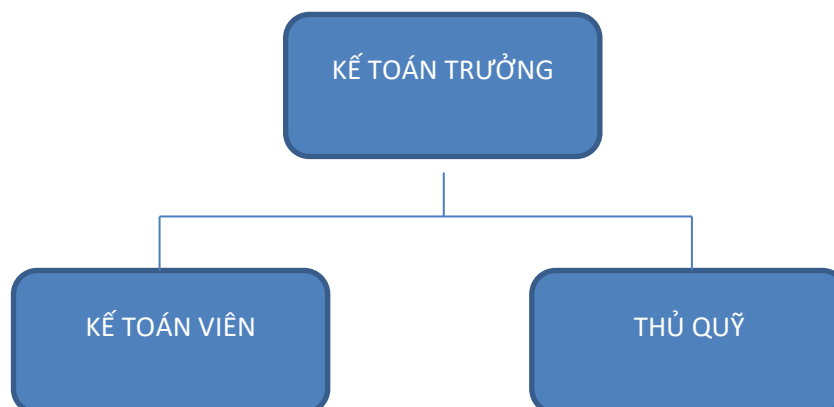 KẾ TOÁN TRƯỞNG
KẾ TOÁN VIÊN
THỦ QUỸ